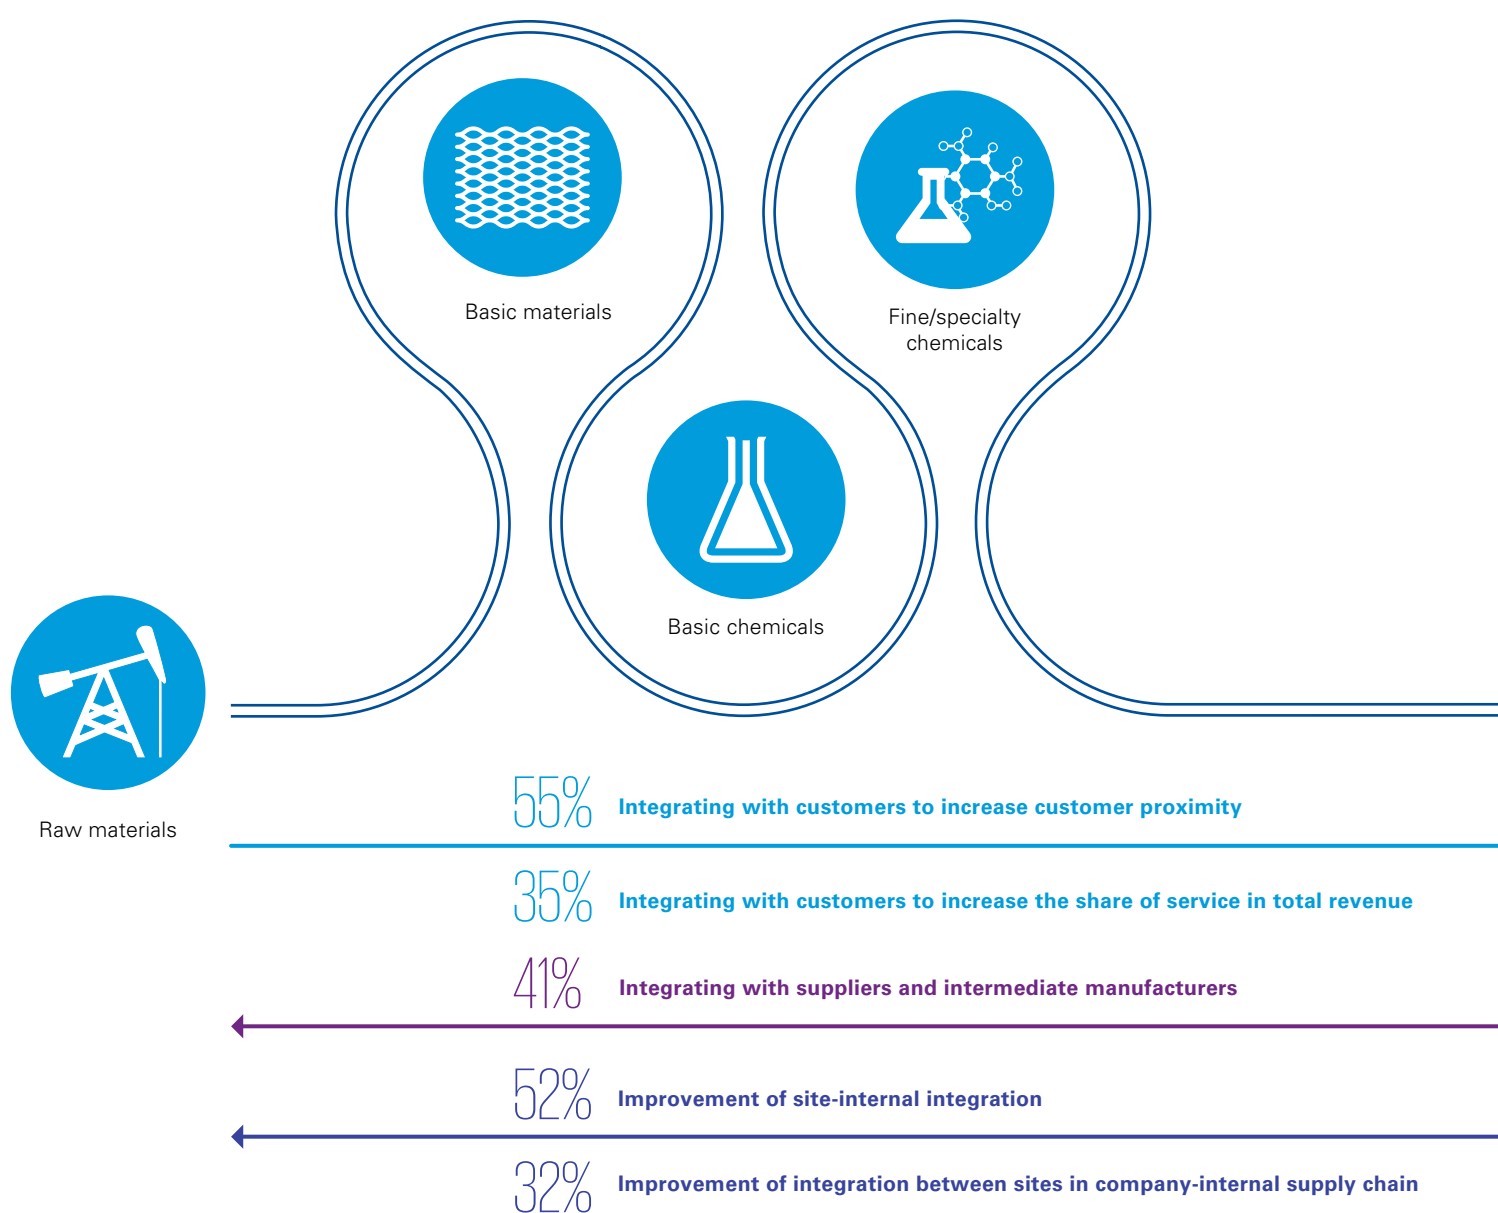 Basic materials
Fine/specialty
chemicals
Basic chemicals
Raw materials
55% Integrating with customers to increase customer proximity
35% Integrating with customers to increase the share of service in total revenue
41% Integrating with suppliers and intermediate manufacturers
52% Improvement of site-internal integration
32% Improvement of integration between sites in company-internal supply chain